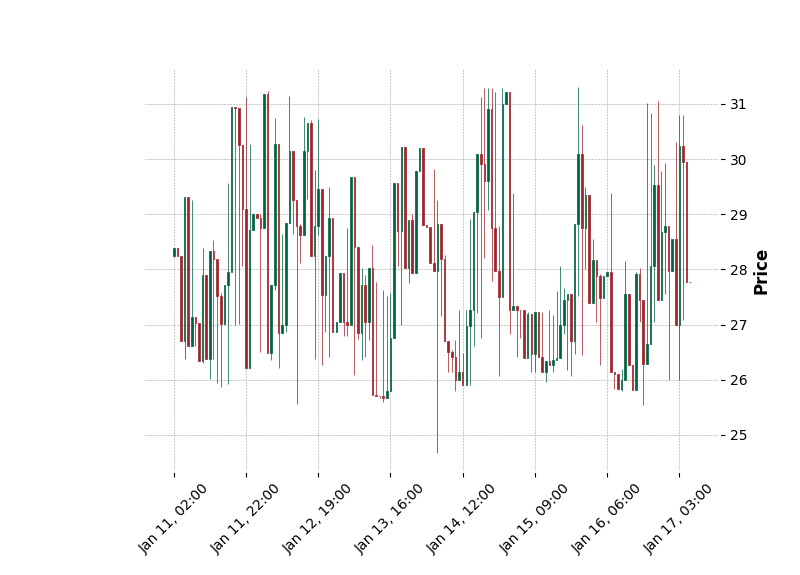 31
30
29
28
27
26
25
Price
Jan 11, 02:00
Jan 11, 22:00
Jan 12, 19:00
Jan 13, 16:00
Jan 14, 12:00
Jan 15, 09:00
Jan 16, 06:00
Jan 17, 03:00